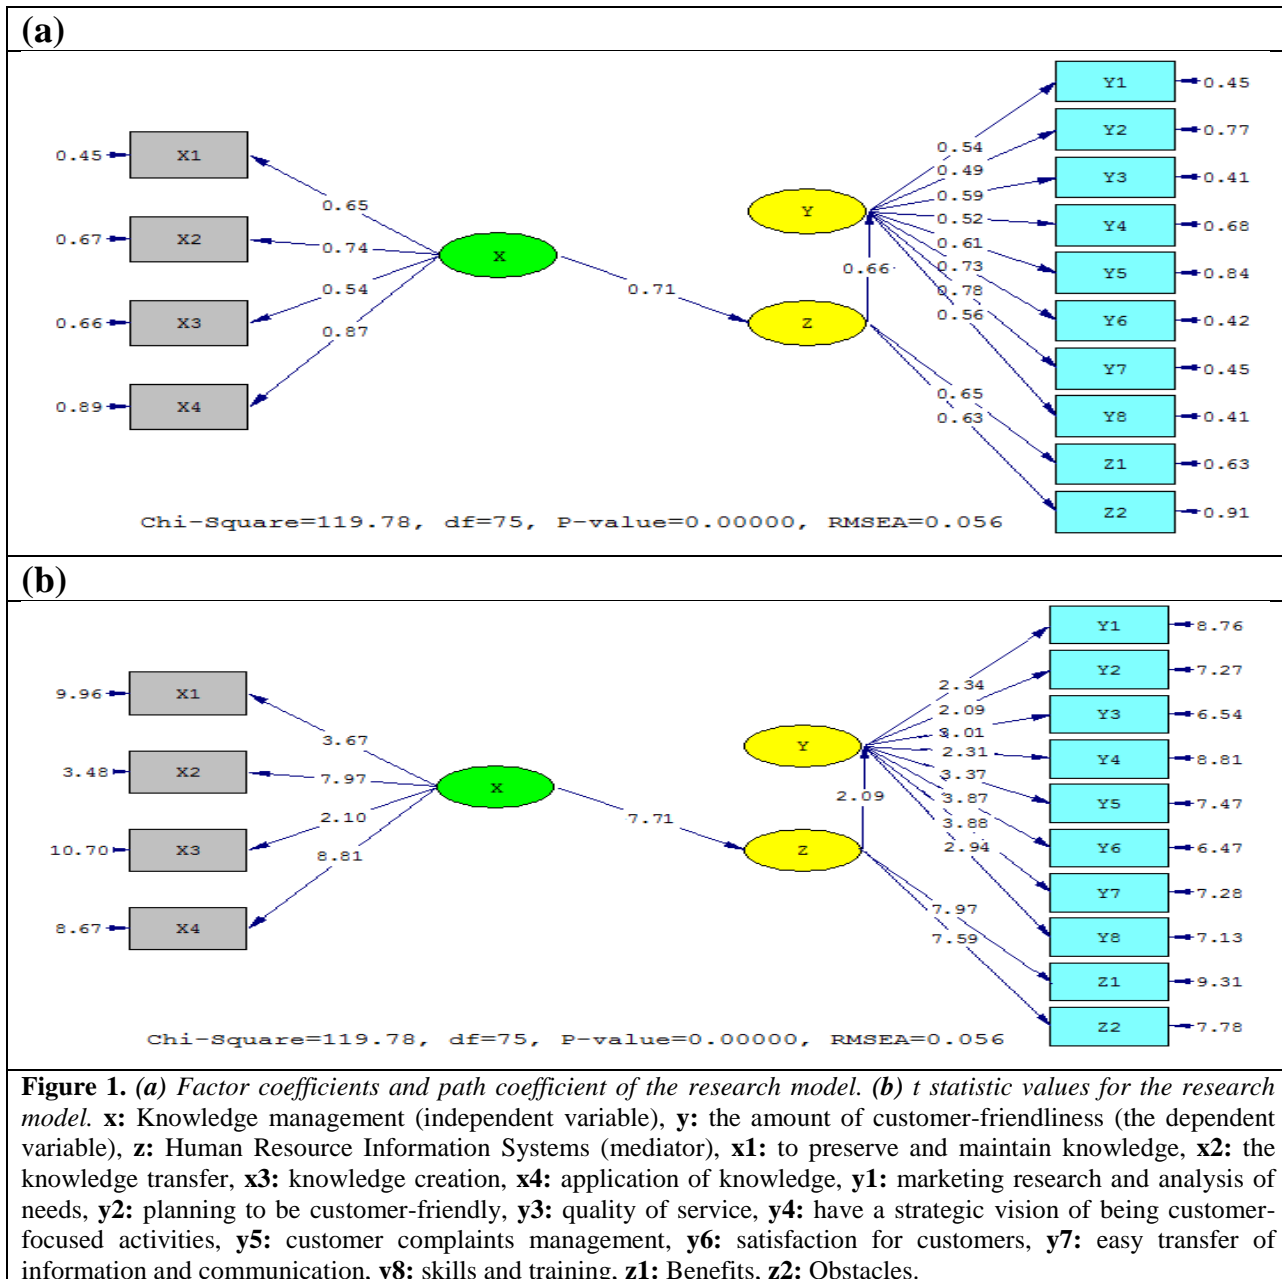 (a)
Y1 0.45
Y2 0.77
0.45 X1 0.54
0.49 Y3 0.41
0.65 0.59
0.52 Y4 0.68
Y
0.67 X2 0.74 0.61
X 0.66 0.73 Y5 0.84
0.54 0.71 0.78
0.66 X3 0.87 Z 0.56 Y6 0.42
Y7 0.45
0.89 X4 0.65 Y8 0.41
0.63
Z1 0.63
Z2 0.91
Chi-Square=119.78, df=75, P-value=0.00000, RMSEA=0.056
(b)
Y1 8.76
Y2 7.27
9.96 X1 2.34
2.09 Y3 6.54
3.67 3.01
Y 2.31 Y4 8.81
3.48 X2 7.97 3.37
X 2.09 3.87 Y5 7.47
2.10 7.71 3.88
10.70 X3 8.81 Z 2.94 Y6 6.47
Y7 7.28
8.67 X4 7.97 Y8 7.13
7.59
Z1 9.31
Z2 7.78
Chi-Square=119.78, df=75, P-value=0.00000, RMSEA=0.056
Figure 1. (a) Factor coefficients and path coefficient of the research model. (b) t statistic values for the research
model. x: Knowledge management (independent variable), y: the amount of customer-friendliness (the dependent
variable), z: Human Resource Information Systems (mediator), x1: to preserve and maintain knowledge, x2: the
knowledge transfer, x3: knowledge creation, x4: application of knowledge, y1: marketing research and analysis of
needs, y2: planning to be customer-friendly, y3: quality of service, y4: have a strategic vision of being customer-
focused activities, y5: customer complaints management, y6: satisfaction for customers, y7: easy transfer of
information and communication, y8: skills and training, z1: Benefits, z2: Obstacles.